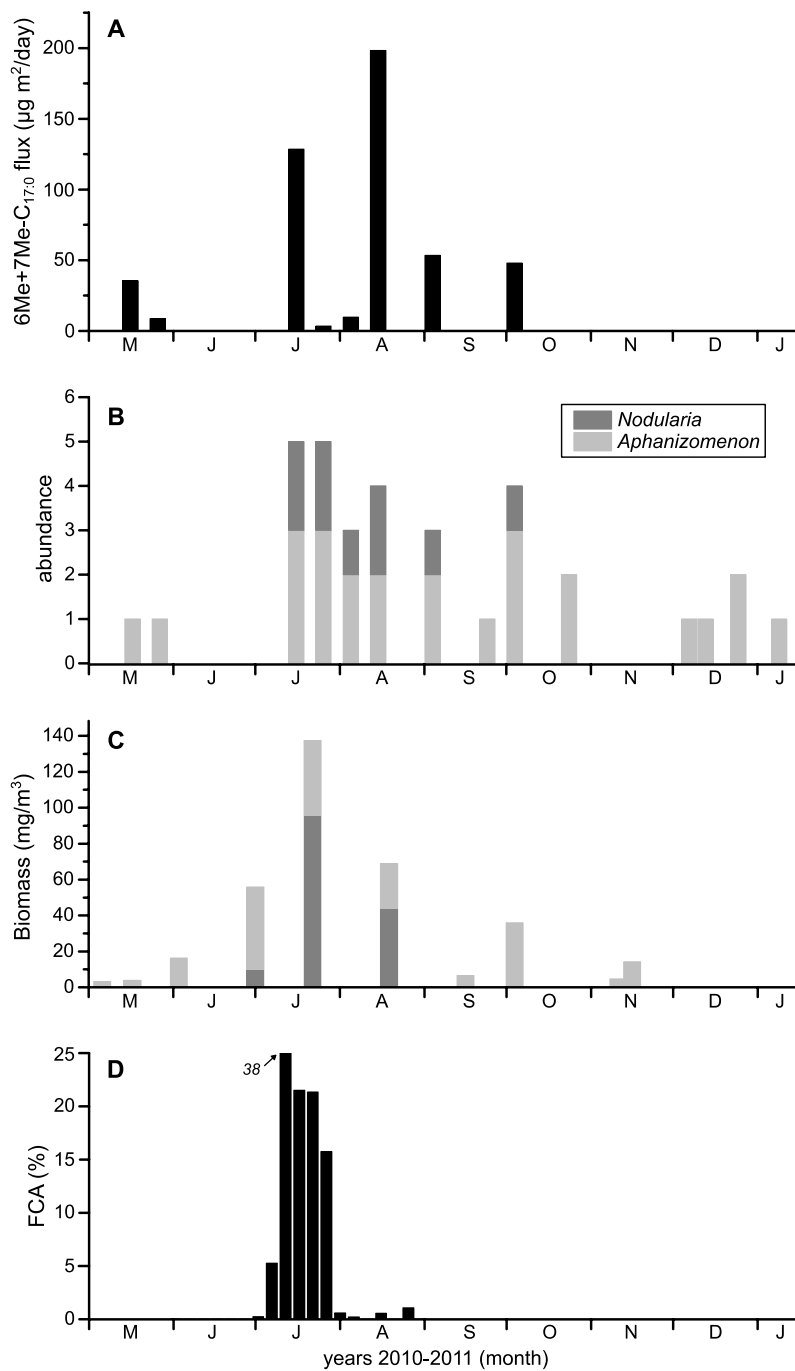 A
6Me+7Me-C17:0 flux (µg m2/day)
200
150
100
50
0
M J J A S O N D J
B
Nodularia
Aphanizomenon
abundance
6
5
4
3
2
1
0
M J J A S O N D J
C
Biomass (mg/m3)
140
120
100
80
60
40
20
0
M J J A S O N D J
D
38
FCA (%)
25
20
15
10
5
0
M J J A S O N D J
years 2010-2011 (month)